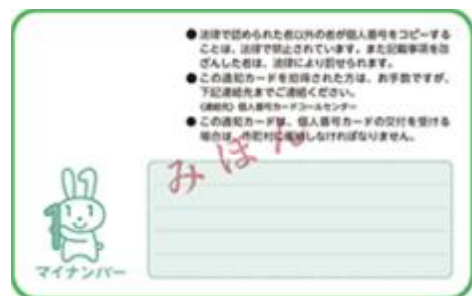 ●法律で認められた者以外の者が個人番号をコピーする
ことは、法律で禁止されています。また記載事項を改
ざんした者は、法律により罰せられます。
●この通知カードを拾得された方は、お手数ですが、
下記連絡先までご連絡ください。
《連絡先》個人番号カードコールセンター
●この通知カードは、個人番号カードの交付を受ける
場合は、市町村に返納しなければなりません。
みほん
マイナンバー